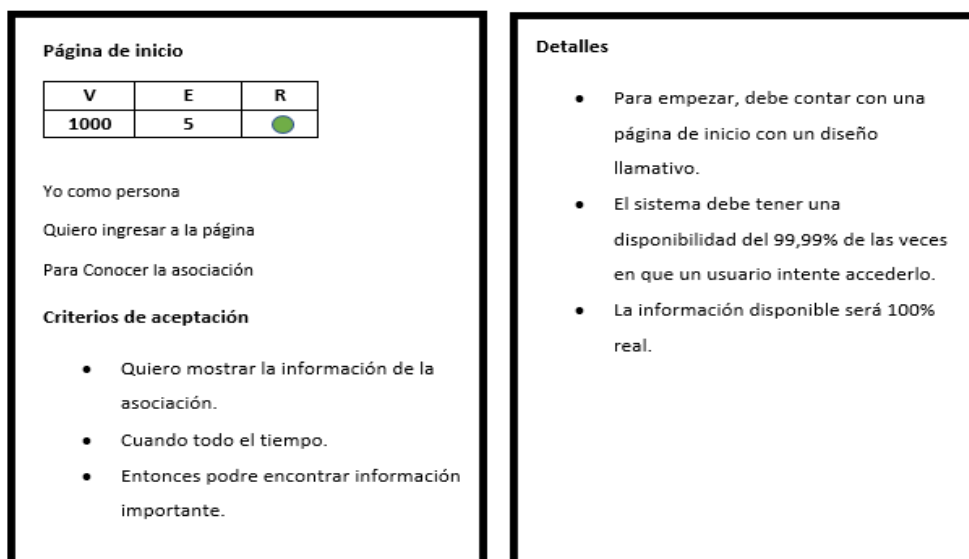 Página de inicio
V E R
1000 5
Yo como persona
Quiero ingresar a la página
Para Conocer la asociación
Criterios de aceptación
• Quiero mostrar la información de la
asociación.
• Cuando todo el tiempo.
• Entonces podre encontrar información
importante.
Detalles
• Para empezar, debe contar con una
página de inicio con un diseño
llamativo.
• El sistema debe tener una
disponibilidad del 99,99% de las veces
en que un usuario intente accederlo.
• La información disponible será 100%
real.